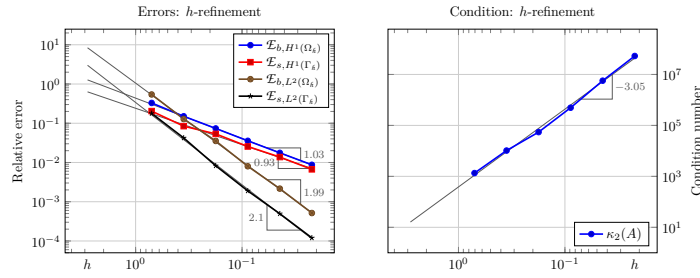 Errors: h-refinement
Relative error
10^1
10^0
10^-1
10^-2
10^-3
10^-4
h
10^0
10^-1
ℰ_{b,H^1(Ω_δ)}
ℰ_{s,H^1(Γ_δ)}
ℰ_{b,L^2(Ω_δ)}
ℰ_{s,L^2(Γ_δ)}
1.03
0.93
1.99
2.1
Condition: h-refinement
−3.05
κ_2(A)
10^0
10^-1
h
10^7
10^5
10^3
10^1
Condition number